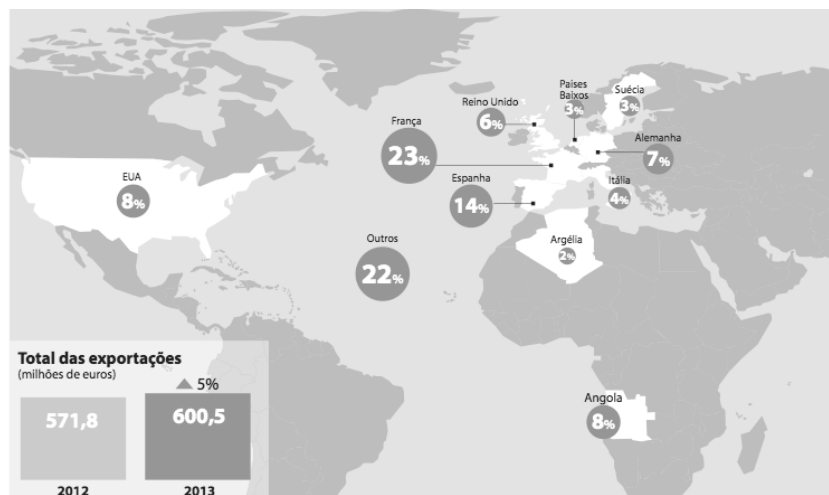 Países
Baixos
3%
Suécia
3%
Reino Unido
6%
França
23%
Alemanha
7%
EUA
8%
Espanha
14%
Itália
4%
Outros
22%
Argélia
2%
Total das exportações
(milhões de euros)
5%
571,8
600,5
2012
2013
Angola
8%